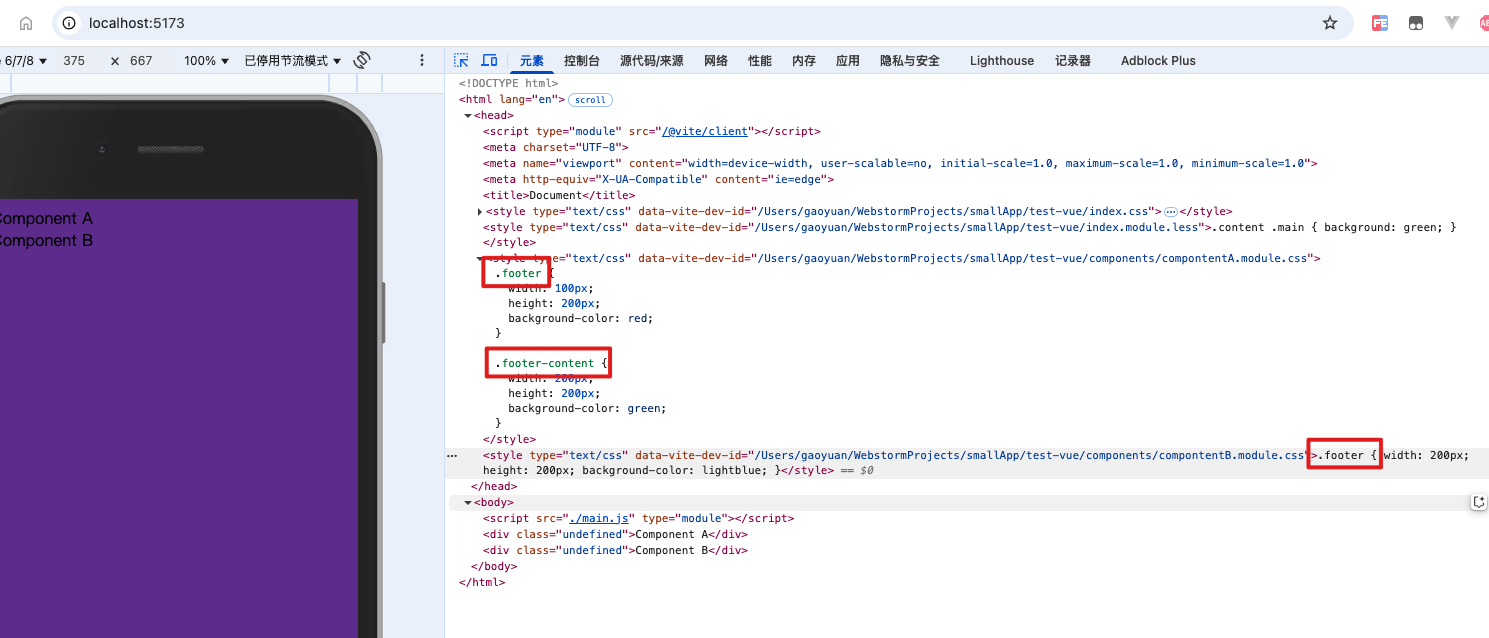 localhost:5173
6/7/8 ▼ 375 × 667 100% ▼ 已停用节流模式 ▼
元素 控制台 源代码/来源 网络 性能 内存 应用 隐私与安全 Lighthouse 记录器 Adblock Plus
<!DOCTYPE html>
<html lang="en"> scroll
<head>
<script type="module" src="/@vite/client"></script>
<meta charset="UTF-8">
<meta name="viewport" content="width=device-width, user-scalable=no, initial-scale=1.0, maximum-scale=1.0, minimum-scale=1.0">
<meta http-equiv="X-UA-Compatible" content="ie=edge">
<title>Document</title>
<style type="text/css" data-vite-dev-id="/Users/gaoyuan/WebstormProjects/smallApp/test-vue/index.css">…</style>
<style type="text/css" data-vite-dev-id="/Users/gaoyuan/WebstormProjects/smallApp/test-vue/index.module.less">.content .main { background: green; }
</style>
<style type="text/css" data-vite-dev-id="/Users/gaoyuan/WebstormProjects/smallApp/test-vue/components/compontentA.module.css">
.footer {
width: 100px;
height: 200px;
background-color: red;
}
.footer-content {
width: 200px;
height: 200px;
background-color: green;
}
</style>
<style type="text/css" data-vite-dev-id="/Users/gaoyuan/WebstormProjects/smallApp/test-vue/components/compontentB.module.css">.footer { width: 200px;
height: 200px; background-color: lightblue; }</style> == $0
</head>
<body>
<script src="./main.js" type="module"></script>
<div class="undefined">Component A</div>
<div class="undefined">Component B</div>
</body>
</html>
Component A
Component B